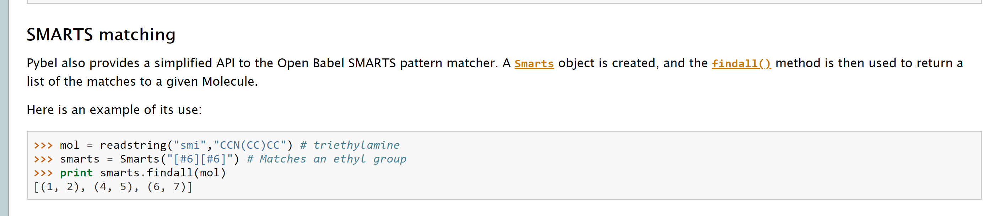 SMARTS matching
Pybel also provides a simplified API to the Open Babel SMARTS pattern matcher. A Smarts object is created, and the findall() method is then used to return a
list of the matches to a given Molecule.
Here is an example of its use:
>>> mol = readstring("smi","CCN(CC)CC") # triethylamine
>>> smarts = Smarts("[#6][#6]") # Matches an ethyl group
>>> print smarts.findall(mol)
[(1, 2), (4, 5), (6, 7)]